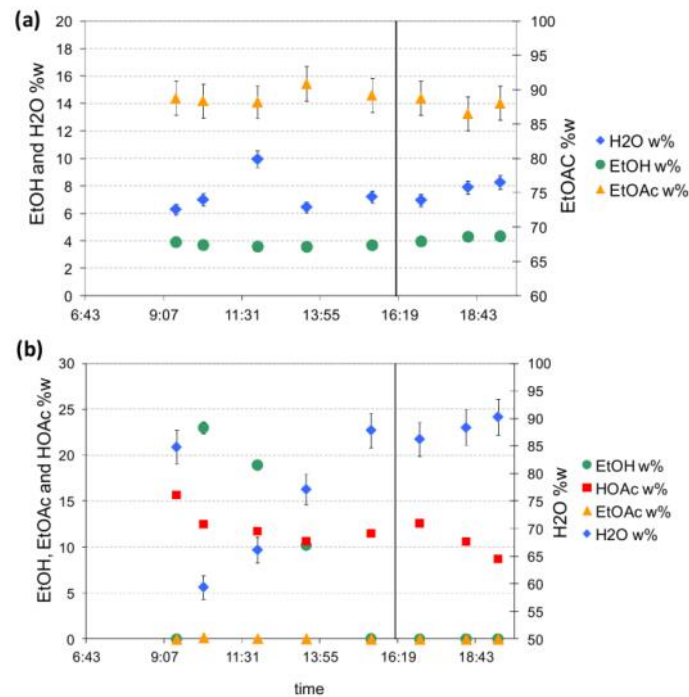 (a)
20
18
16
14
12
10
8
6
4
2
0
EtOH and H2O %w
100
95
90
85
80
75
70
65
60
EtOAC %w
6:43 9:07 11:31 13:55 16:19 18:43
H2O w%
EtOH w%
EtOAc w%
(b)
30
25
20
15
10
5
0
EtOH, EtOAc and HOAc %w
100
95
90
85
80
75
70
65
60
55
50
H2O %w
6:43 9:07 11:31 13:55 16:19 18:43
time
EtOH w%
HOAc w%
EtOAc w%
H2O w%